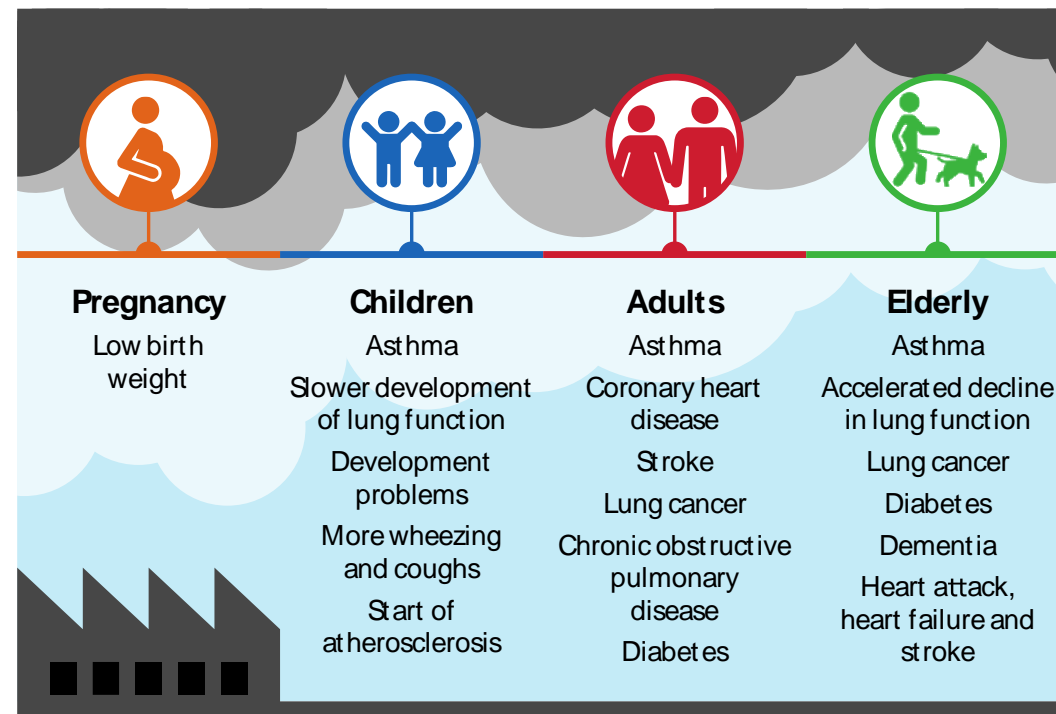 Pregnancy
Low birth
weight
Children
Asthma
Slower development
of lung function
Development
problems
More wheezing
and coughs
Start of
atherosclerosis
Adults
Asthma
Coronary heart
disease
Stroke
Lung cancer
Chronic obstructive
pulmonary
disease
Diabetes
Elderly
Asthma
Accelerated decline
in lung function
Lung cancer
Diabetes
Dementia
Heart attack,
heart failure and
stroke